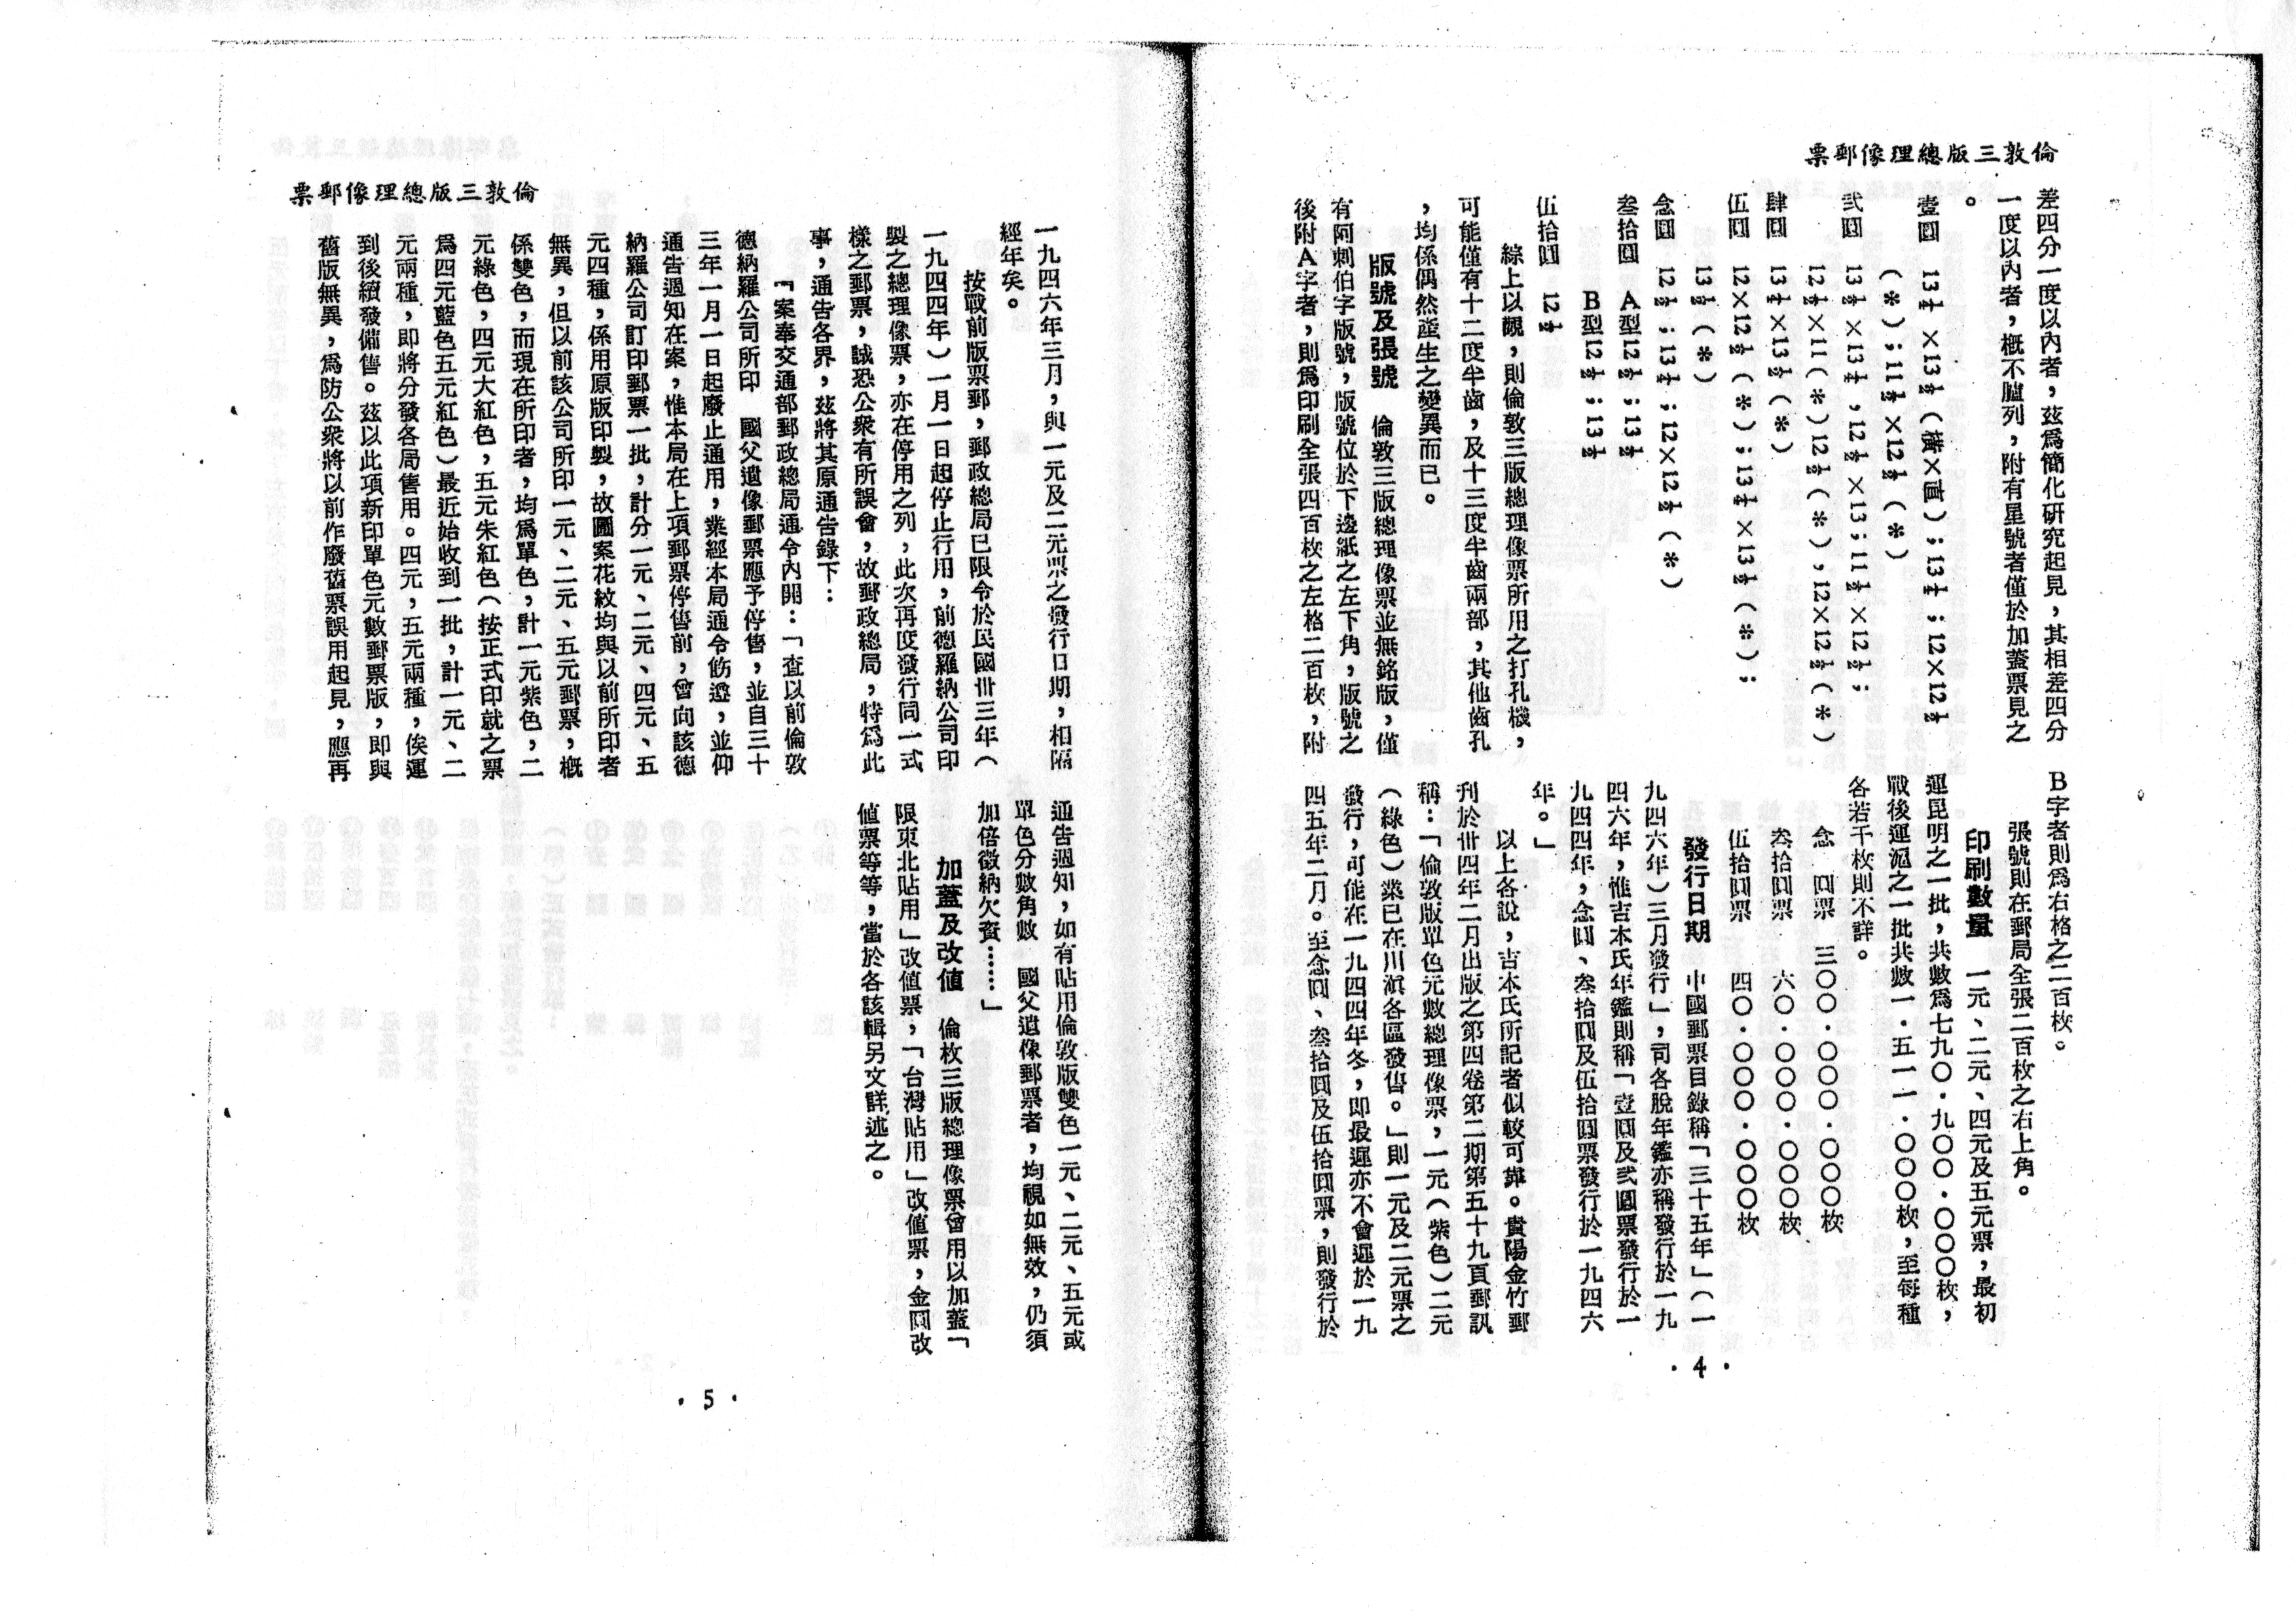 票郵像理總版三敦倫
差四分一度以內者，茲爲簡化硏究起見，其相差四分
一度以內者，概不臚列，附有星號者僅於加蓋票見之
。
壹圓　13¼×13½（橫×直）；13¼；12×12½
（*）；11½×12½（*）
弍圓　13½×13¼，12½×13；11½×12½；
12½×11（*）12½（*），12×12½（*）
肆圓　13¼×13½（*）
伍圓　12×12½（*）；13¼×13½（*）；
13½（*）
念圓　12½；13¼；12×12½（*）
叁拾圓　A型12½；13½
B型12½；13½
伍拾圓　12½
綜上以觀，則倫敦三版總理像票所用之打孔機，
可能僅有十二度半齒，及十三度半齒兩部，其他齒孔
，均係偶然產生之變異而已。
版號及張號　倫敦三版總理像票並無銘版，僅
有阿剌伯字版號，版號位於下邊紙之左下角，版號之
後附A字者，則爲印刷全張四百枚之左格二百枚，附
B字者則爲右格之二百枚。
張號則在郵局全張二百枚之右上角。
印刷數量　一元、二元、四元及五元票，最初
運昆明之一批，共數爲七九〇・九〇〇・〇〇〇枚，
戰後運滬之一批共數一・五一一・〇〇〇枚，至每種
各若干枚則不詳。
念　圓票　三〇〇・〇〇〇・〇〇〇枚
叁拾圓票　六〇・〇〇〇・〇〇〇枚
伍拾圓票　四〇・〇〇〇・〇〇〇枚
發行日期　中國郵票目錄稱「三十五年」（一
九四六年）三月發行」，司各脫年鑑亦稱發行於一九
四六年，惟吉本氏年鑑則稱「壹圓及弍圓票發行於一
九四四年，念圓、叁拾圓及伍拾圓票發行於一九四六
年。」
以上各說，吉本氏所記者似較可靠。貴陽金竹郵
刊於卅四年二月出版之第四卷第二期第五十九頁郵訊
稱：「倫敦版單色元數總理像票，一元（紫色）二元
（綠色）業已在川滇各區發售。」則一元及二元票之
發行，可能在一九四四年冬，即最遲亦不會遲於一九
四五年二月。至念圓、叁拾圓及伍拾圓票，則發行於
・4・
票郵像理總版三敦倫
一九四六年三月，與一元及二元票之發行日期，相隔
經年矣。
按戰前版票郵，郵政總局已限令於民國卅三年（
一九四四年）一月一日起停止行用，前德羅納公司印
製之總理像票，亦在停用之列，此次再度發行同一式
樣之郵票，誠恐公衆有所誤會，故郵政總局，特爲此
事，通告各界，茲將其原通告錄下：
「案奉交通部郵政總局通令內開：「查以前倫敦
德納羅公司所印　國父遺像郵票應予停售，並自三十
三年一月一日起廢止通用，業經本局通令飭遵，並仰
通告週知在案，惟本局在上項郵票停售前，曾向該德
納羅公司訂印郵票一批，計分一元、二元、四元、五
元四種，係用原版印製，故圖案花紋均與以前所印者
無異，但以前該公司所印一元、二元、五元郵票，概
係雙色，而現在所印者，均爲單色，計一元紫色，二
元綠色，四元大紅色，五元朱紅色（按正式印就之票
爲四元藍色五元紅色）最近始收到一批，計一元、二
元兩種，即將分發各局售用。四元，五元兩種，俟運
到後續發備售。茲以此項新印單色元數郵票版，即與
舊版無異，爲防公衆將以前作廢舊票誤用起見，應再
通告週知，如有貼用倫敦版雙色一元、二元、五元或
單色分數角數　國父遺像郵票者，均視如無效，仍須
加倍徵納欠資……」
加蓋及改値　倫枚三版總理像票曾用以加蓋「
限東北貼用」改値票，「台灣貼用」改値票，金圓改
値票等等，當於各該輯另文詳述之。
・5・